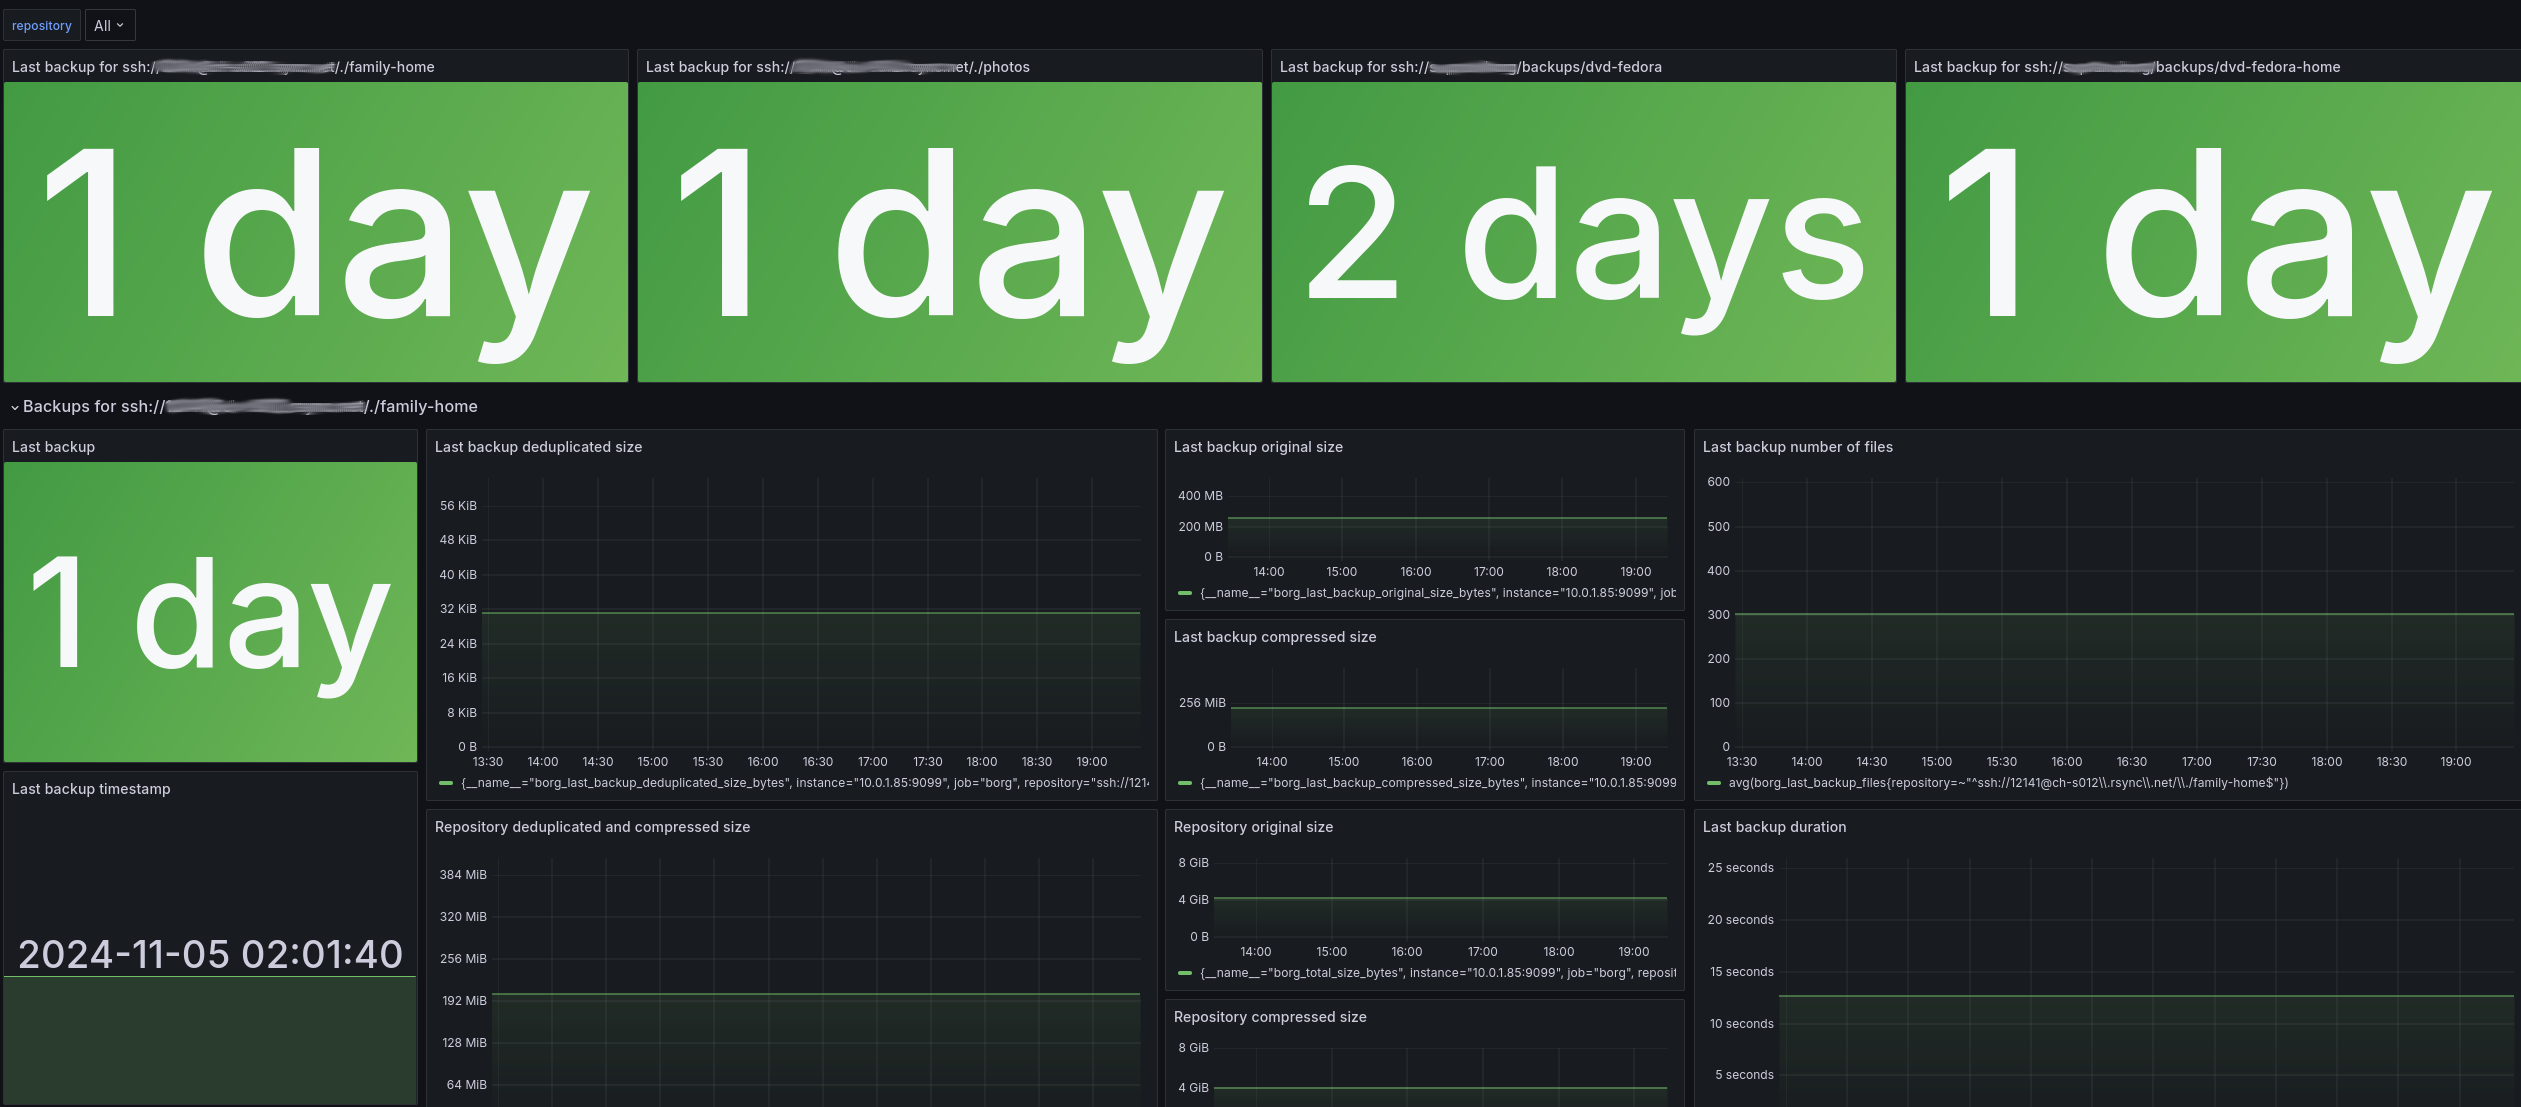 repository All
Last backup for ssh:/ /./family-home
Last backup for ssh:// et/./photos
Last backup for ssh:// /backups/dvd-fedora
Last backup for ssh:// /backups/dvd-fedora-home
1 day
1 day
2 days
1 day
Backups for ssh:// /./family-home
Last backup
1 day
Last backup timestamp
2024-11-05 02:01:40
Last backup deduplicated size
56 KiB
48 KiB
40 KiB
32 KiB
24 KiB
16 KiB
8 KiB
0 B
13:30 14:00 14:30 15:00 15:30 16:00 16:30 17:00 17:30 18:00 18:30 19:00
{__name__="borg_last_backup_deduplicated_size_bytes", instance="10.0.1.85:9099", job="borg", repository="ssh://121
Last backup original size
400 MB
200 MB
0 B
14:00 15:00 16:00 17:00 18:00 19:00
{__name__="borg_last_backup_original_size_bytes", instance="10.0.1.85:9099", job
Last backup compressed size
256 MiB
0 B
14:00 15:00 16:00 17:00 18:00 19:00
{__name__="borg_last_backup_compressed_size_bytes", instance="10.0.1.85:9099
Last backup number of files
600
500
400
300
200
100
0
13:30 14:00 14:30 15:00 15:30 16:00 16:30 17:00 17:30 18:00 18:30 19:00
avg(borg_last_backup_files{repository=~"^ssh://12141@ch-s012\\.rsync\\.net/\\./family-home$"})
Repository deduplicated and compressed size
384 MiB
320 MiB
256 MiB
192 MiB
128 MiB
64 MiB
Repository original size
8 GiB
4 GiB
0 B
14:00 15:00 16:00 17:00 18:00 19:00
{__name__="borg_total_size_bytes", instance="10.0.1.85:9099", job="borg", reposit
Repository compressed size
8 GiB
4 GiB
Last backup duration
25 seconds
20 seconds
15 seconds
10 seconds
5 seconds